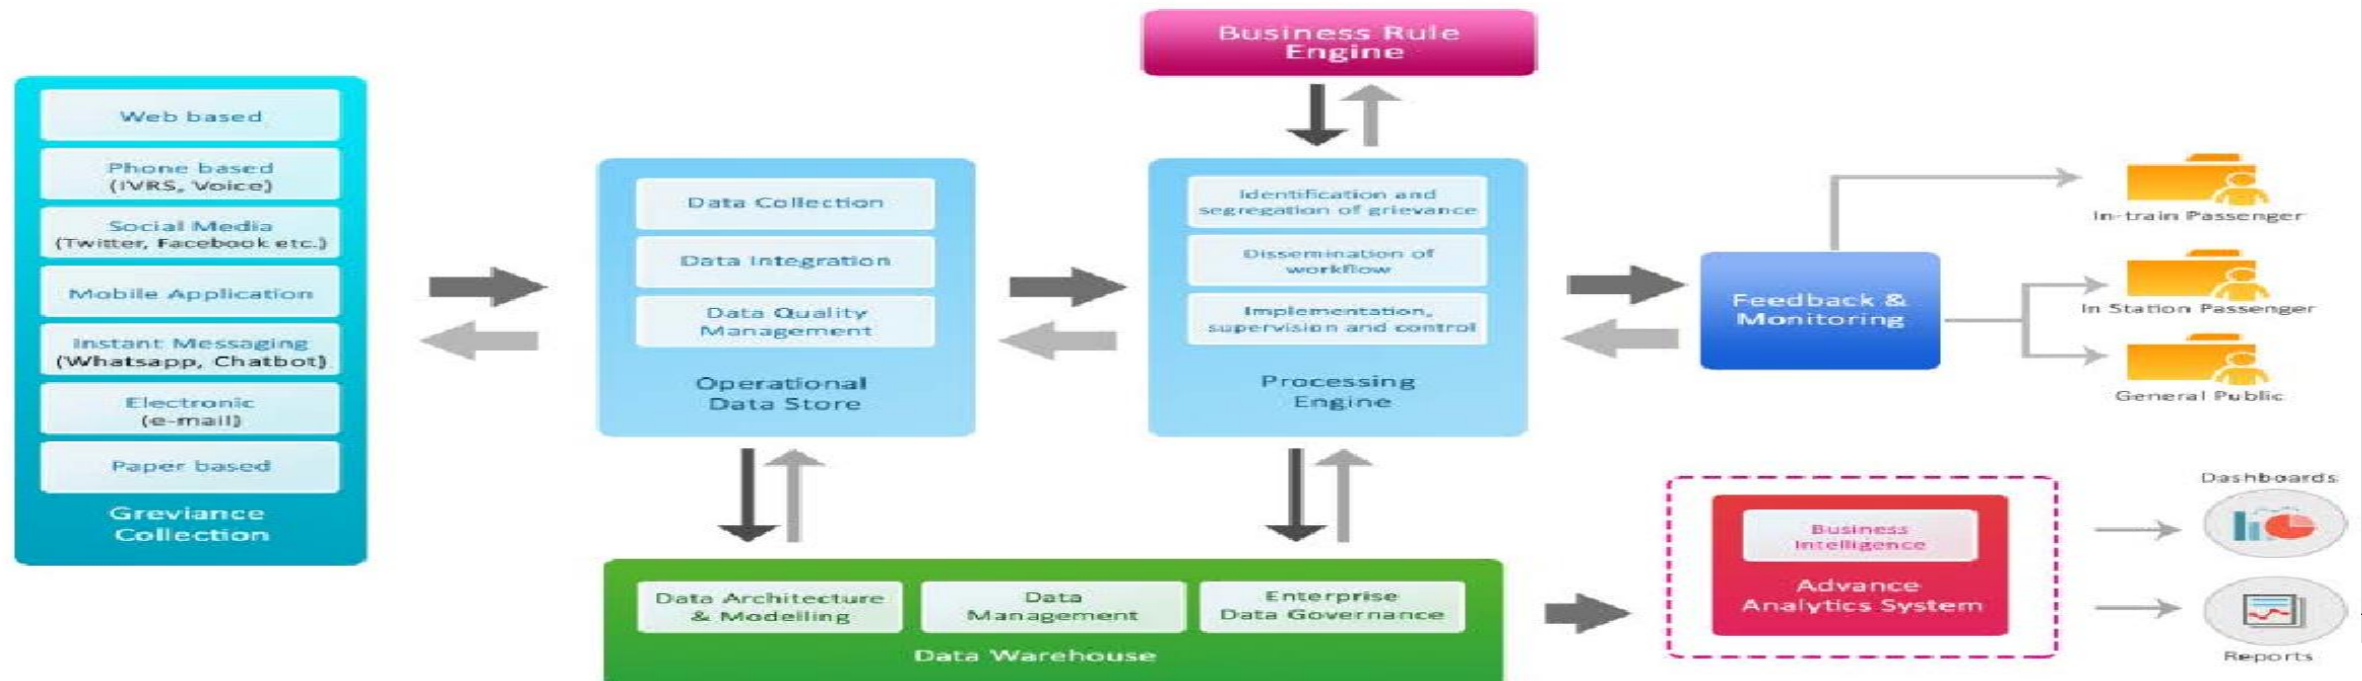 Business Rule
Engine
Web based
Phone based
(IVRS, Voice)
Social Media
(Twitter, Facebook etc.)
Mobile Application
Instant Messaging
(Whatsapp, Chatbot)
Electronic
(e-mail)
Paper based
Greviance
Collection
Data Collection
Data Integration
Data Quality
Management
Operational
Data Store
Identification and
segregation of grievance
Dissemination of
workflow
Implementation,
supervision and control
Processing
Engine
Feedback &
Monitoring
In-train Passenger
In Station Passenger
General Public
Data Architecture
& Modelling
Data
Management
Enterprise
Data Governance
Data Warehouse
Business
Intelligence
Advance
Analytics System
Dashboards
Reports